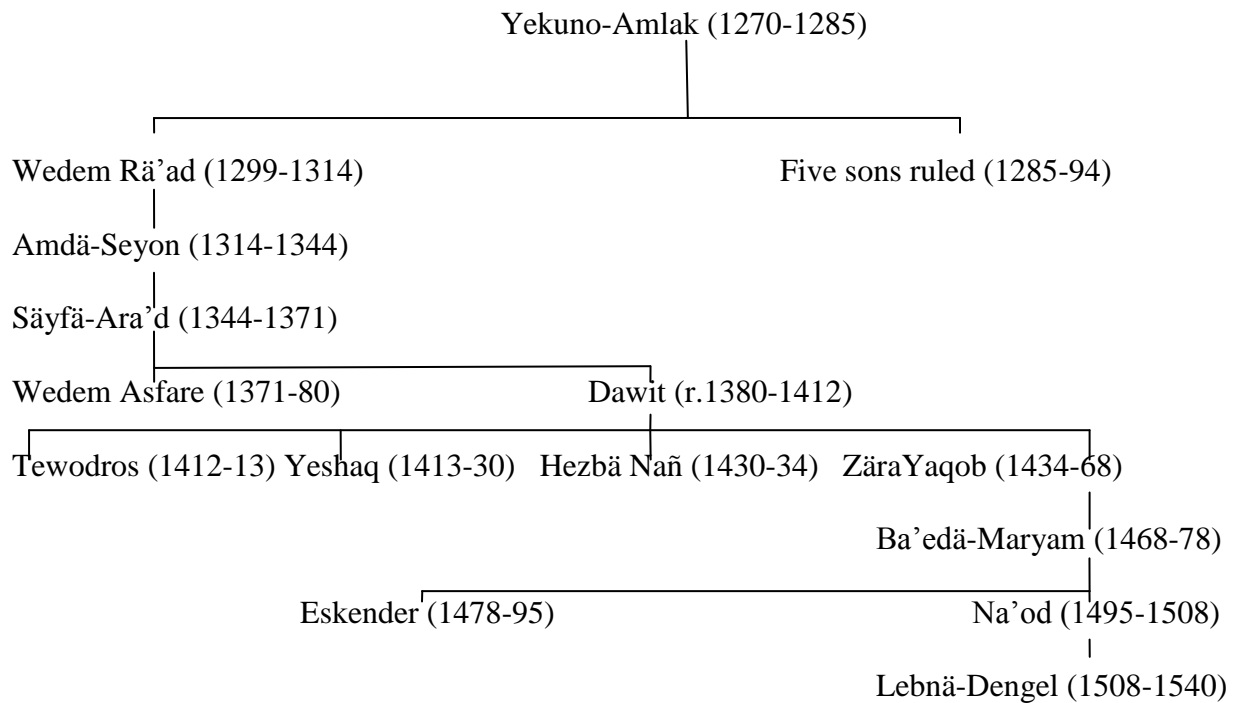 Yekuno-Amlak (1270-1285)
Wedem Rä’ad (1299-1314) Five sons ruled (1285-94)
Amdä-Seyon (1314-1344)
Säyfä-Ara’d (1344-1371)
Wedem Asfare (1371-80) Dawit (r.1380-1412)
Tewodros (1412-13) Yeshaq (1413-30) Hezbä Nañ (1430-34) ZäraYaqob (1434-68)
Ba’edä-Maryam (1468-78)
Eskender (1478-95) Na’od (1495-1508)
Lebnä-Dengel (1508-1540)